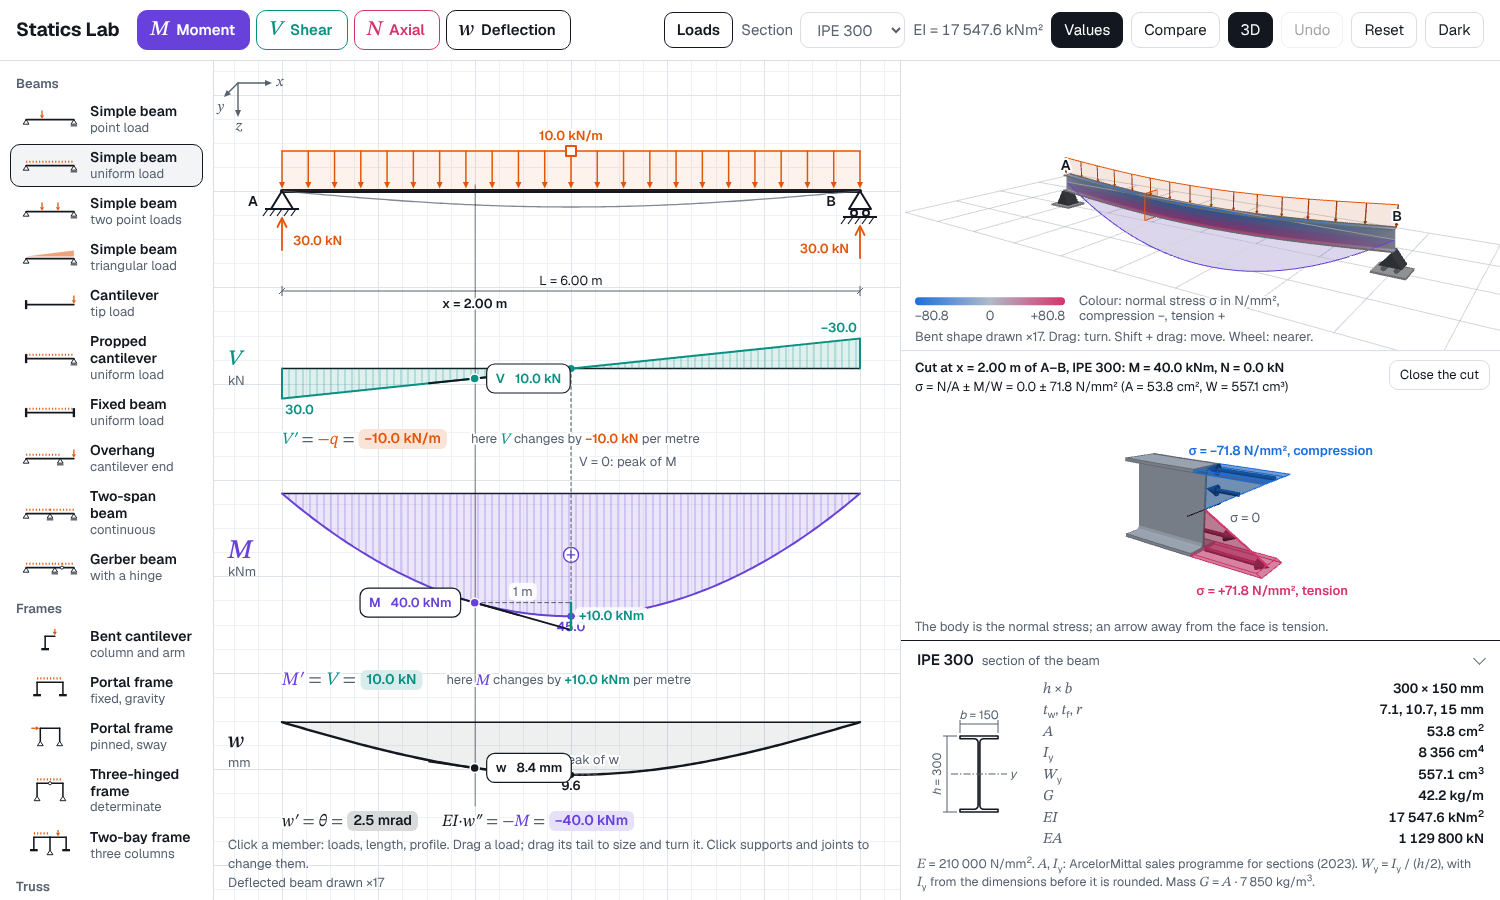 Statics Lab
M Moment
V Shear
N Axial
w Deflection
Loads
Section
IPE 300
EI = 17 547.6 kNm²
Values
Compare
3D
Undo
Reset
Dark
Beams
Simple beam
point load
Simple beam
uniform load
Simple beam
two point loads
Simple beam
triangular load
Cantilever
tip load
Propped
cantilever
uniform load
Fixed beam
uniform load
Overhang
cantilever end
Two-span
beam
continuous
Gerber beam
with a hinge
Frames
Bent cantilever
column and arm
Portal frame
fixed, gravity
Portal frame
pinned, sway
Three-hinged
frame
determinate
Two-bay frame
three columns
Truss
x
y
z
10.0 kN/m
A
B
30.0 kN
30.0 kN
L = 6.00 m
x = 2.00 m
V
kN
−30.0
V 10.0 kN
30.0
V′ = −q = −10.0 kN/m
here V changes by −10.0 kN per metre
V = 0: peak of M
M
kNm
1 m
M 40.0 kNm
+10.0 kNm
45.0
M′ = V = 10.0 kN
here M changes by +10.0 kNm per metre
w
mm
w 8.4 mm
eak of w
9.6
w′ = θ = 2.5 mrad
EI·w″ = −M = −40.0 kNm
Click a member: loads, length, profile. Drag a load; drag its tail to size and turn it. Click supports and joints to
change them.
Deflected beam drawn ×17
A
B
−80.8 0 +80.8
Colour: normal stress σ in N/mm²,
compression −, tension +
Bent shape drawn ×17. Drag: turn. Shift + drag: move. Wheel: nearer.
Cut at x = 2.00 m of A–B, IPE 300: M = 40.0 kNm, N = 0.0 kN
σ = N/A ± M/W = 0.0 ± 71.8 N/mm² (A = 53.8 cm², W = 557.1 cm³)
Close the cut
σ = −71.8 N/mm², compression
σ = 0
σ = +71.8 N/mm², tension
The body is the normal stress; an arrow away from the face is tension.
IPE 300 section of the beam
b = 150
h = 300
y
h × b 300 × 150 mm
tw, tf, r 7.1, 10.7, 15 mm
A 53.8 cm²
Iy 8 356 cm⁴
Wy 557.1 cm³
G 42.2 kg/m
EI 17 547.6 kNm²
EA 1 129 800 kN
E = 210 000 N/mm². A, Iy: ArcelorMittal sales programme for sections (2023). Wy = Iy / (h/2), with
Iy from the dimensions before it is rounded. Mass G = A · 7 850 kg/m³.